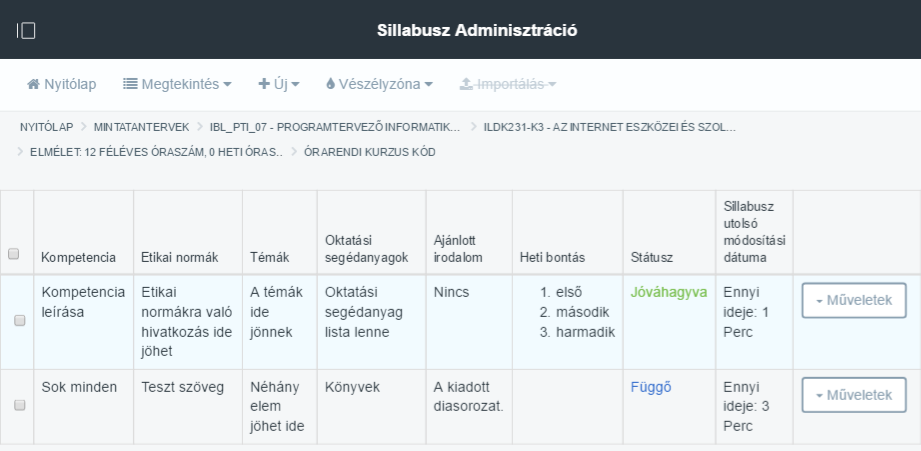 Sillabusz Adminisztráció
Nyitólap Megtekintés Új Vészélyzóna Importálás
NYITÓLAP > MINTATANTERVEK > IBL_PTI_07 - PROGRAMTERVEZŐ INFORMATIK... > ILDK231-K3 - AZ INTERNET ESZKÖZEI ÉS SZOL...
> ELMÉLET: 12 FÉLÉVES ÓRASZÁM, 0 HETI ÓRAS.. > ÓRARENDI KURZUS KÓD
Kompetencia
Etikai normák
Témák
Oktatási
segédanyagok
Ajánlott
irodalom
Heti bontás
Státusz
Sillabusz
utolsó
módosítási
dátuma
Kompetencia
leírása
Etikai
normákra való
hivatkozás ide
jöhet
A témák
ide
jönnek
Oktatási
segédanyag
lista lenne
Nincs
1. első
2. második
3. harmadik
Jóváhagyva
Ennyi
ideje: 1
Perc
Műveletek
Sok minden
Teszt szöveg
Néhány
elem
jöhet ide
Könyvek
A kiadott
diasorozat.
Függő
Ennyi
ideje: 3
Perc
Műveletek